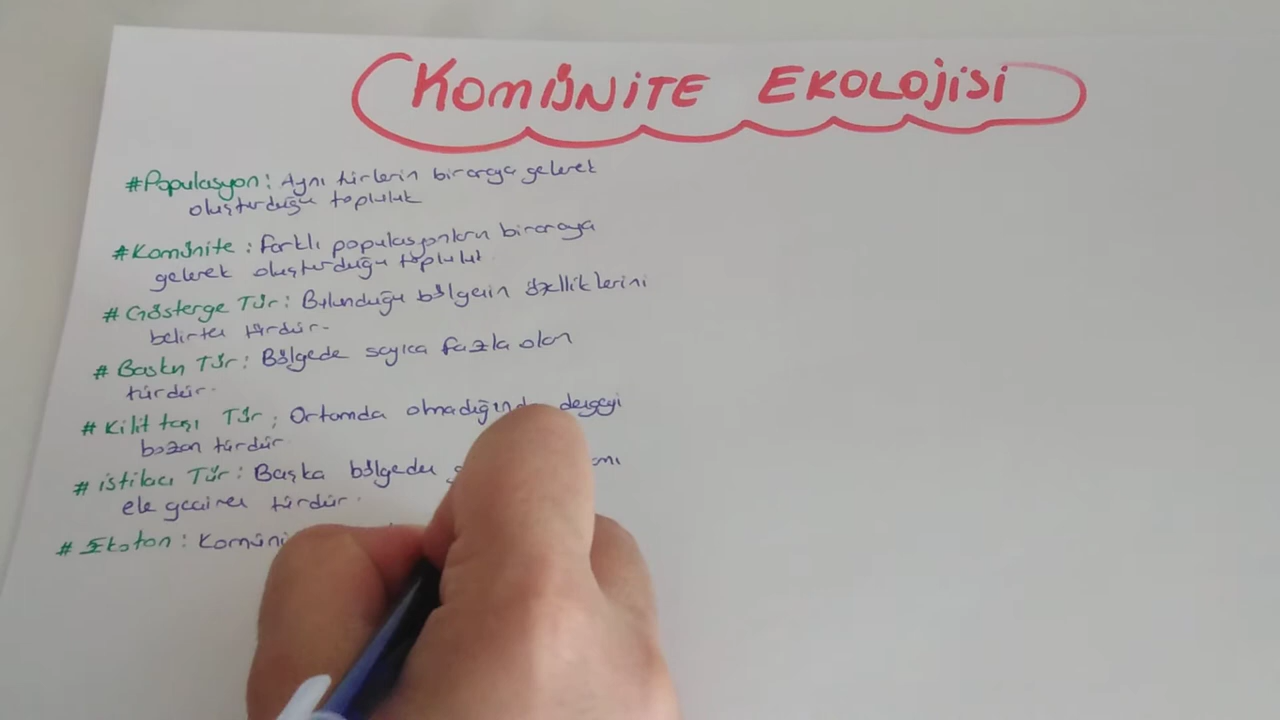 KOMÜNİTE EKOLOJİSİ
#Populasyon: Aynı türlerin biraraya gelerek
oluşturduğu topluluk
#Komünite: Farklı populasyonların biraraya
gelerek oluşturduğu topluluk
#Gösterge Tür: Bulunduğu bölgenin özelliklerini
belirten türdür.
#Baskın Tür: Bölgede sayıca fazla olan
türdür.
#Kilit taşı Tür: Ortamda olmadığında dengeyi
bozan türdür
#istilacı Tür: Başka bölgeden
ele geçiren türdür.
#Ekoton: